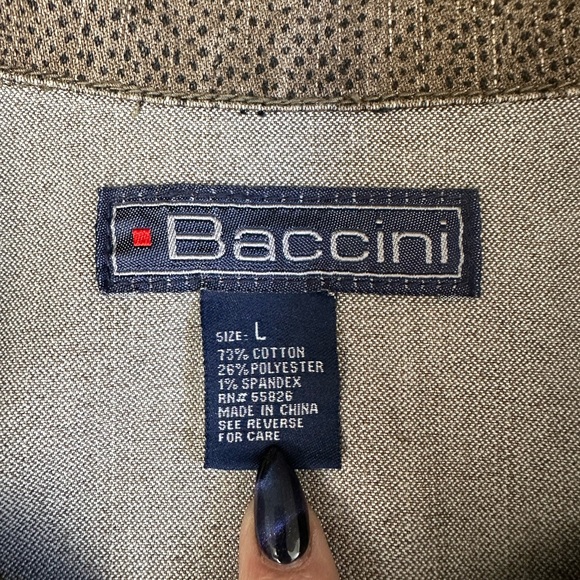 Baccini
SIZE: L
73% COTTON
26% POLYESTER
1% SPANDEX
RN# 55826
MADE IN CHINA
SEE REVERSE
FOR CARE